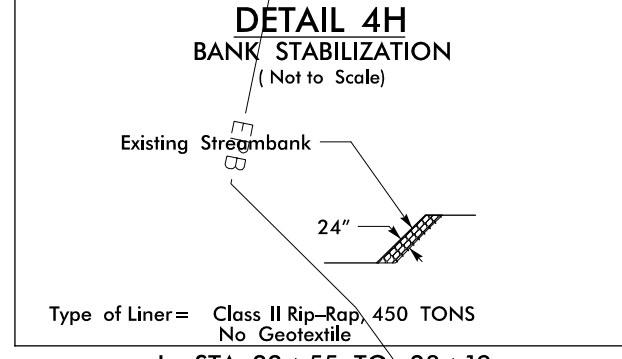 DETAIL 4H
BANK STABILIZATION
( Not to Scale)
EPB
Existing Streambank
24"
Type of Liner= Class II Rip-Rap, 450 TONS
No Geotextile